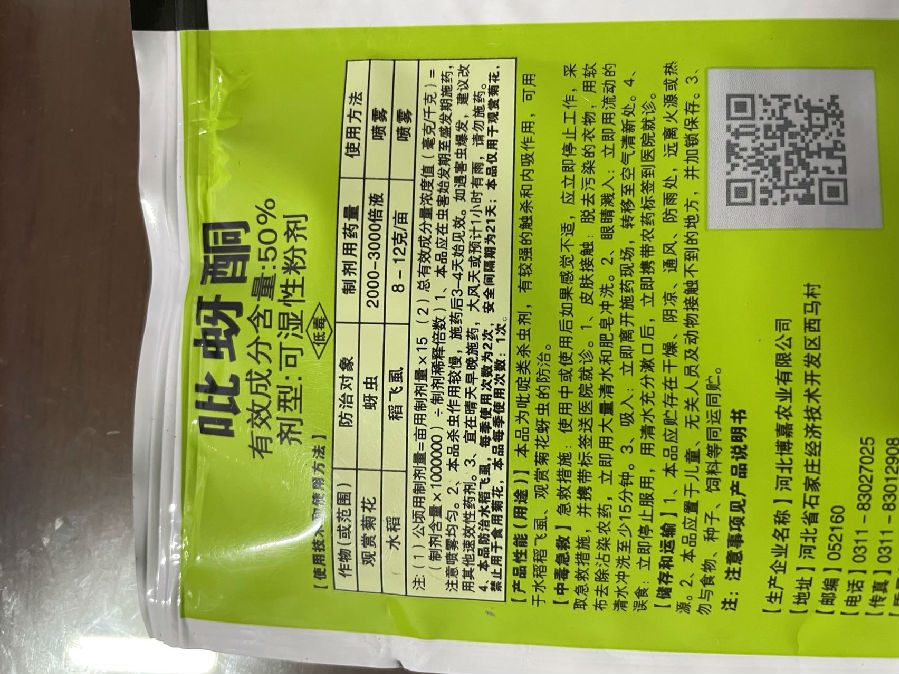 吡蚜酮
有效成分含量:50%
剂型:可湿性粉剂
低毒
使用方法】
作物(或范围) 防治对象 制剂用药量 使用方法
观赏菊花 蚜虫 2000-3000倍液 喷雾
水稻 稻飞虱 8-12克/亩 喷雾
注:(1)公顷用制剂量=亩用制剂量×15 (2)总有效成分量浓度值(毫克/千克)=
(制剂含量×1000000)÷制剂稀释倍数)1、本品应在虫害始发期至盛发期施药,
注意喷雾均匀。2、本品杀虫作用较慢,施药后3-4天始见效。如遇害虫爆发,建议改
用其他速效性药剂。3、宜在晴天早晚施药,大风天或预计1小时有雨,请勿施药。
4、本品防治水稻稻飞虱,每季使用次数为2次,安全间隔期为21天;本品仅用于观赏菊花,
禁止用于食用菊花,本品每季使用次数:1次。
【产品性能(用途)】本品为吡啶类杀虫剂,有较强的触杀和内吸作用,可用
于水稻稻飞虱、观赏菊花蚜虫的防治。
【中毒急救】急救措施:使用中或使用后如果感觉不适,应立即停止工作,采
取急救措施,并携带标签送医院就诊。1、皮肤接触:脱去污染的衣物,用软
布去除沾染农药,立即用大量清水和肥皂冲洗。2、眼睛溅入:立即用流动的
清水冲洗至少15分钟。3、吸入:立即离开施药现场,转移至空气清新处。4、
误食:立即停止服用,用清水充分漱口后,立即携带农药标签到医院就诊。
【储存和运输】1、本品应贮存在干燥、阴凉、通风、防雨处,远离火源或热
源。2、本品应置于儿童、无关人员及动物接触不到的地方,并加锁保存。3、
勿与食物、种子、饲料等同运同贮。
注:注意事项见产品说明书
【生产企业名称】河北博嘉农业有限公司
【地址】河北省石家庄经济技术开发区西马村
【邮编】052160
【电话】0311-83027025
【传真】0311-83012908